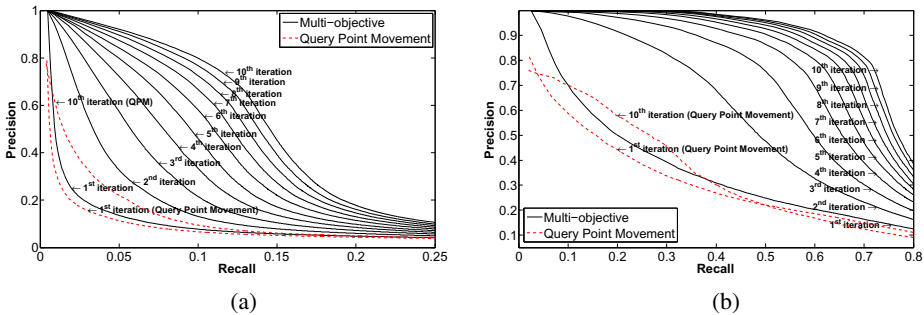 1
0.8
0.6
0.4
0.2
0
Precision
0
0.05
0.1
0.15
0.2
0.25
Recall
Multi-objective
Query Point Movement
←10th iteration
←9th iteration
←8th iteration
←7th iteration
←6th iteration
←5th iteration
←4th iteration
←3rd iteration
←2nd iteration
←1st iteration
←10th iteration (QPM)
←1st iteration (Query Point Movement)
(a)
0.9
0.8
0.7
0.6
0.5
0.4
0.3
0.2
0.1
Precision
0
0.1
0.2
0.3
0.4
0.5
0.6
0.7
0.8
Recall
10th iteration→
9th iteration→
8th iteration→
7th iteration→
6th iteration→
5th iteration→
4th iteration→
3rd iteration→
2nd iteration→
1st iteration→
←10th iteration (Query Point Movement)
←1st iteration (Query Point Movement)
Multi-objective
Query Point Movement
(b)